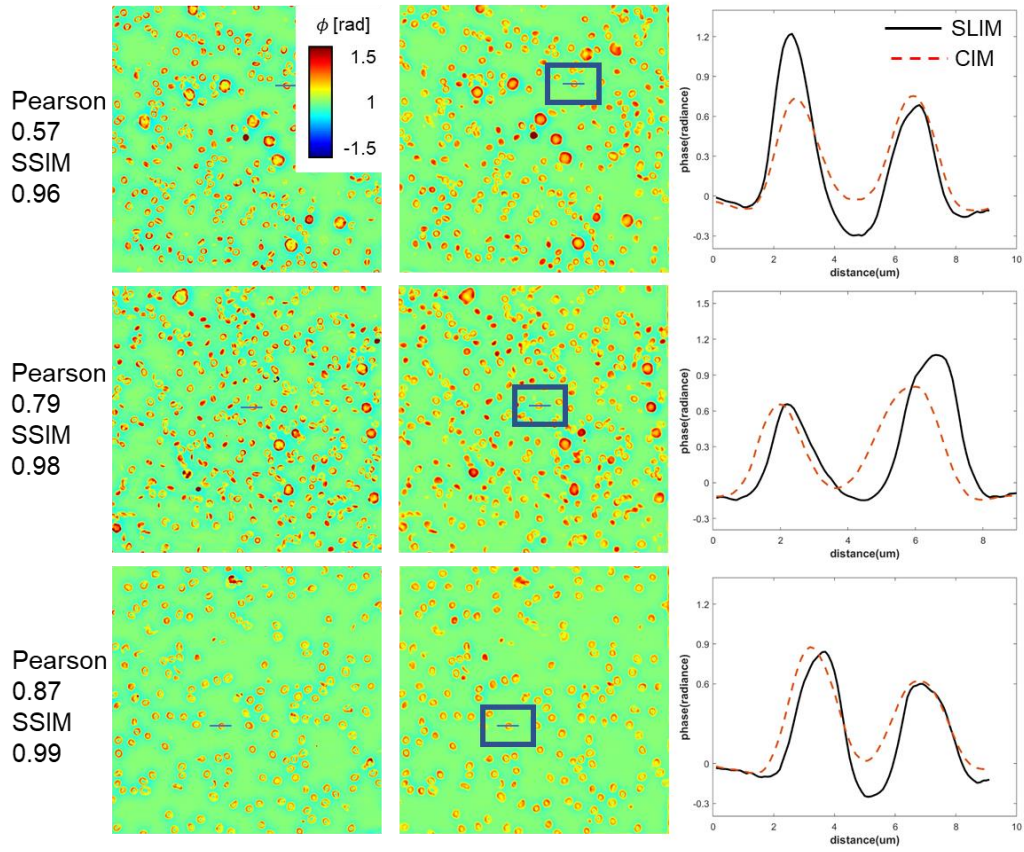 Pearson
0.57
SSIM
0.96
ϕ [rad]
1.5
1
-1.5
SLIM
CIM
phase(radiance)
1.2
0.9
0.6
0.3
0
-0.3
0 2 4 6 8 10
distance(um)
Pearson
0.79
SSIM
0.98
phase(radiance)
1.5
1.2
0.9
0.6
0.3
0
-0.3
0 2 4 6 8
distance(um)
Pearson
0.87
SSIM
0.99
phase(radiance)
1.2
0.9
0.6
0
-0.3
0 2 4 6 8 10
distance(um)